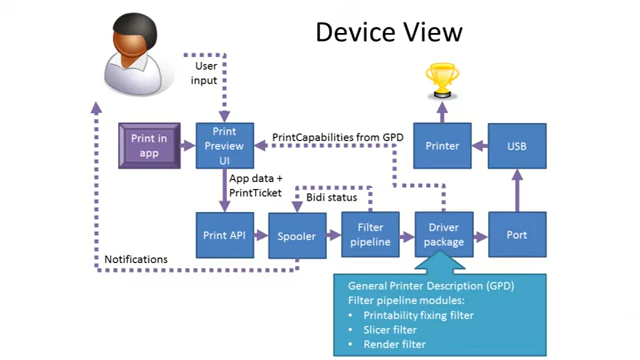 Device View
User
input
Print in
app
Print
Preview
UI
PrintCapabilities from GPD
Printer
USB
App data +
PrintTicket
Bidi status
Print API
Spooler
Filter
pipeline
Driver
package
Port
Notifications
General Printer Description (GPD)
Filter pipeline modules:
• Printability fixing filter
• Slicer filter
• Render filter